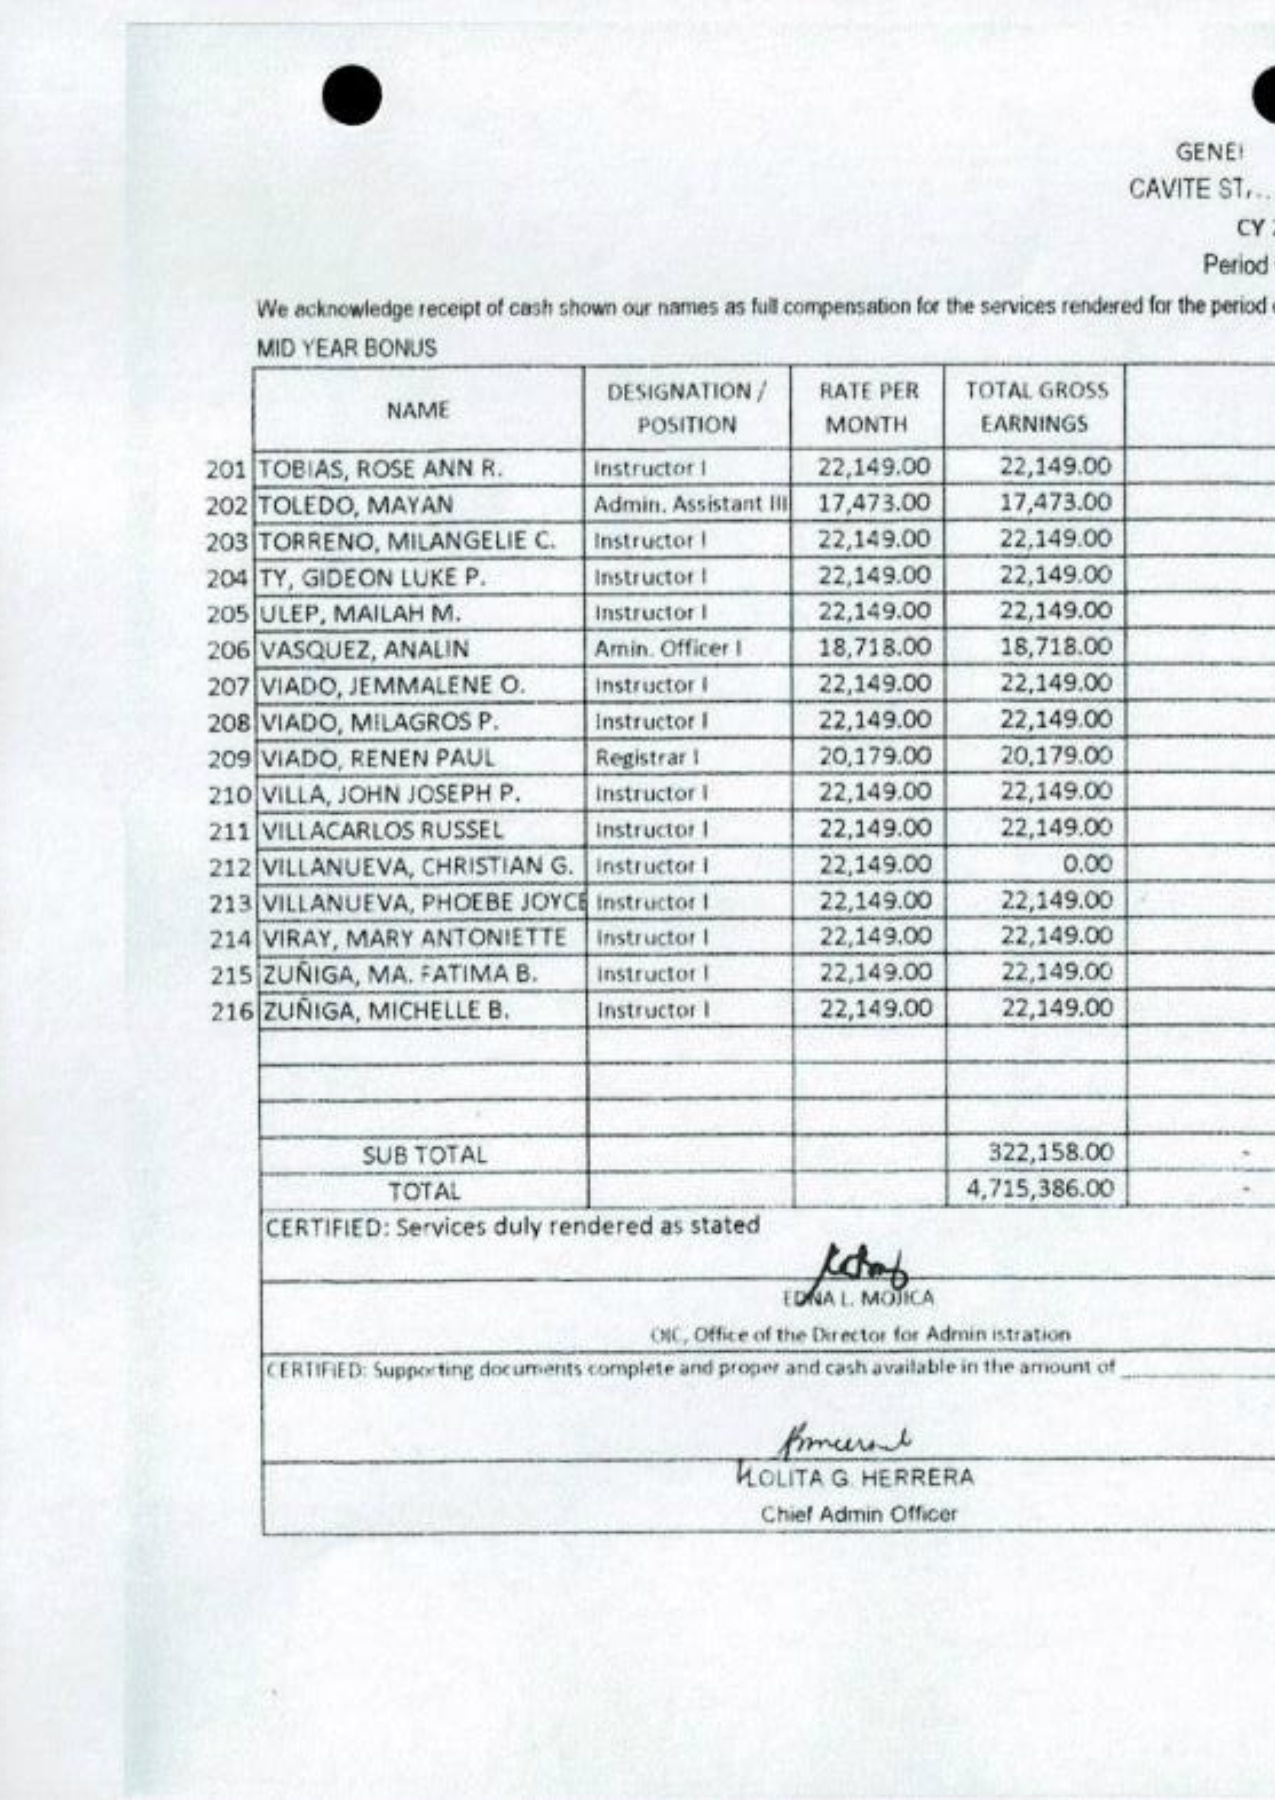 GENE
CAVITE ST
CY
Period
We acknowledge receipt of cash shown our names as full compensation for the services rendered for the period
MID YEAR BONUS
NAME DESIGNATION / POSITION RATE PER MONTH TOTAL GROSS EARNINGS
201 TOBIAS, ROSE ANN R. Instructor I 22,149.00 22,149.00
202 TOLEDO, MAYAN Admin. Assistant III 17,473.00 17,473.00
203 TORRENO, MILANGELIE C. Instructor I 22,149.00 22,149.00
204 TY, GIDEON LUKE P. Instructor I 22,149.00 22,149.00
205 ULEP, MAILAH M. Instructor I 22,149.00 22,149.00
206 VASQUEZ, ANALIN Amin. Officer I 18,718.00 18,718.00
207 VIADO, JEMMALENE O. Instructor I 22,149.00 22,149.00
208 VIADO, MILAGROS P. Instructor I 22,149.00 22,149.00
209 VIADO, RENEN PAUL Registrar I 20,179.00 20,179.00
210 VILLA, JOHN JOSEPH P. Instructor I 22,149.00 22,149.00
211 VILLACARLOS RUSSEL Instructor I 22,149.00 22,149.00
212 VILLANUEVA, CHRISTIAN G. Instructor I 22,149.00 0.00
213 VILLANUEVA, PHOEBE JOYCE Instructor I 22,149.00 22,149.00
214 VIRAY, MARY ANTONIETTE Instructor I 22,149.00 22,149.00
215 ZUÑIGA, MA. FATIMA B. Instructor I 22,149.00 22,149.00
216 ZUÑIGA, MICHELLE B. Instructor I 22,149.00 22,149.00
SUB TOTAL 322,158.00 -
TOTAL 4,715,386.00 -
CERTIFIED: Services duly rendered as stated
EDNA L. MOJICA
OIC, Office of the Director for Admin istration
CERTIFIED: Supporting documents complete and proper and cash available in the amount of
LOLITA G. HERRERA
Chief Admin Officer